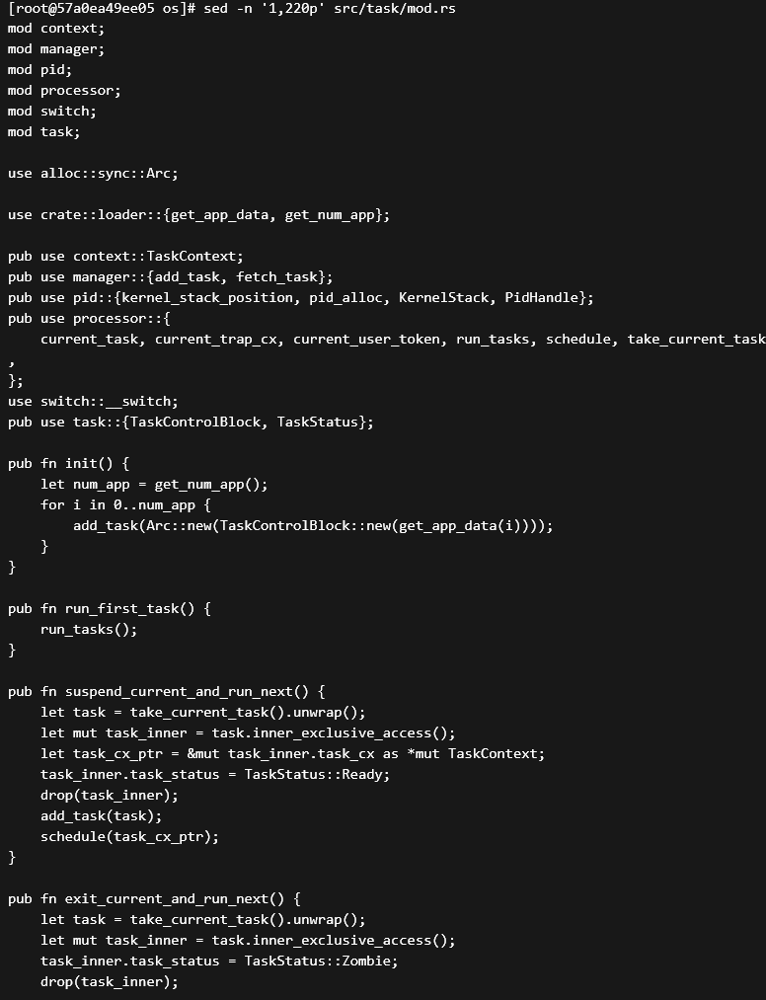 [root@57a0ea49ee05 os]# sed -n '1,220p' src/task/mod.rs
mod context;
mod manager;
mod pid;
mod processor;
mod switch;
mod task;

use alloc::sync::Arc;

use crate::loader::{get_app_data, get_num_app};

pub use context::TaskContext;
pub use manager::{add_task, fetch_task};
pub use pid::{kernel_stack_position, pid_alloc, KernelStack, PidHandle};
pub use processor::{
    current_task, current_trap_cx, current_user_token, run_tasks, schedule, take_current_task
,
};
use switch::__switch;
pub use task::{TaskControlBlock, TaskStatus};

pub fn init() {
    let num_app = get_num_app();
    for i in 0..num_app {
        add_task(Arc::new(TaskControlBlock::new(get_app_data(i))));
    }
}

pub fn run_first_task() {
    run_tasks();
}

pub fn suspend_current_and_run_next() {
    let task = take_current_task().unwrap();
    let mut task_inner = task.inner_exclusive_access();
    let task_cx_ptr = &mut task_inner.task_cx as *mut TaskContext;
    task_inner.task_status = TaskStatus::Ready;
    drop(task_inner);
    add_task(task);
    schedule(task_cx_ptr);
}

pub fn exit_current_and_run_next() {
    let task = take_current_task().unwrap();
    let mut task_inner = task.inner_exclusive_access();
    task_inner.task_status = TaskStatus::Zombie;
    drop(task_inner);